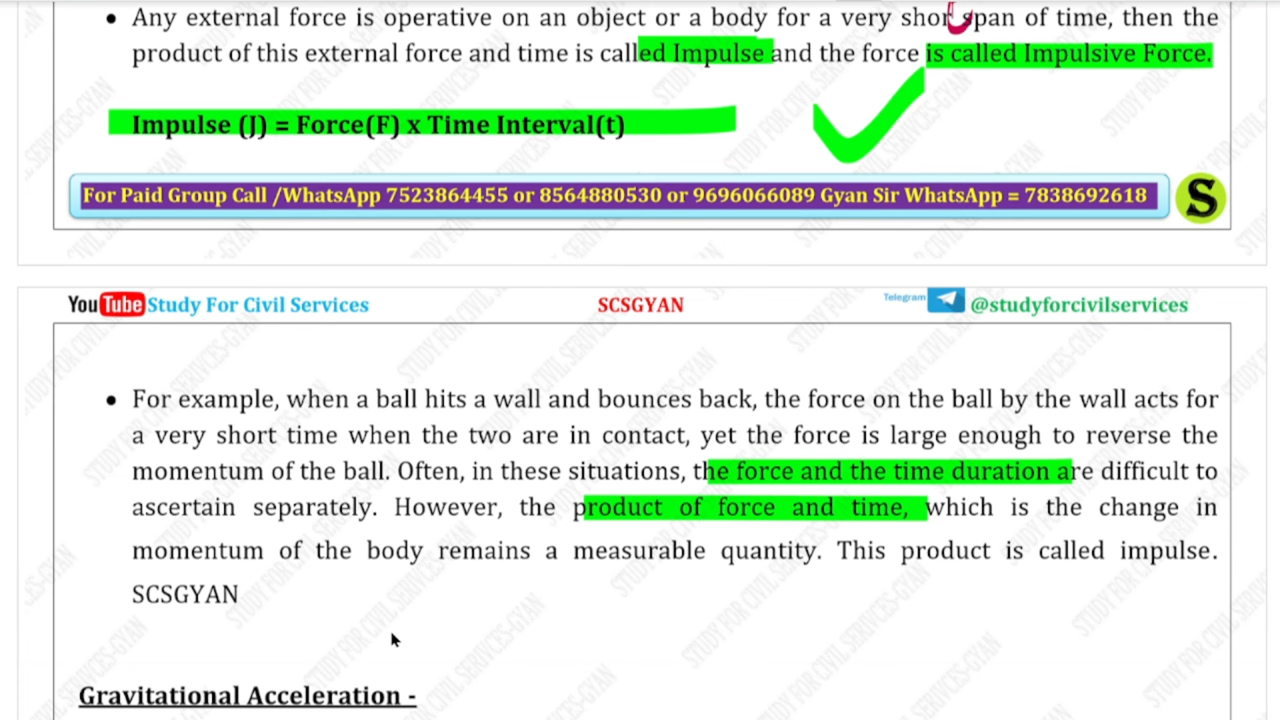 • Any external force is operative on an object or a body for a very shor span of time, then the
product of this external force and time is called Impulse and the force is called Impulsive Force.
Impulse (J) = Force(F) x Time Interval(t)
For Paid Group Call /WhatsApp 7523864455 or 8564880530 or 9696066089 Gyan Sir WhatsApp = 7838692618
S
YouTube Study For Civil Services SCSGYAN Telegram @studyforcivilservices
• For example, when a ball hits a wall and bounces back, the force on the ball by the wall acts for
a very short time when the two are in contact, yet the force is large enough to reverse the
momentum of the ball. Often, in these situations, the force and the time duration are difficult to
ascertain separately. However, the product of force and time, which is the change in
momentum of the body remains a measurable quantity. This product is called impulse.
SCSGYAN
Gravitational Acceleration -